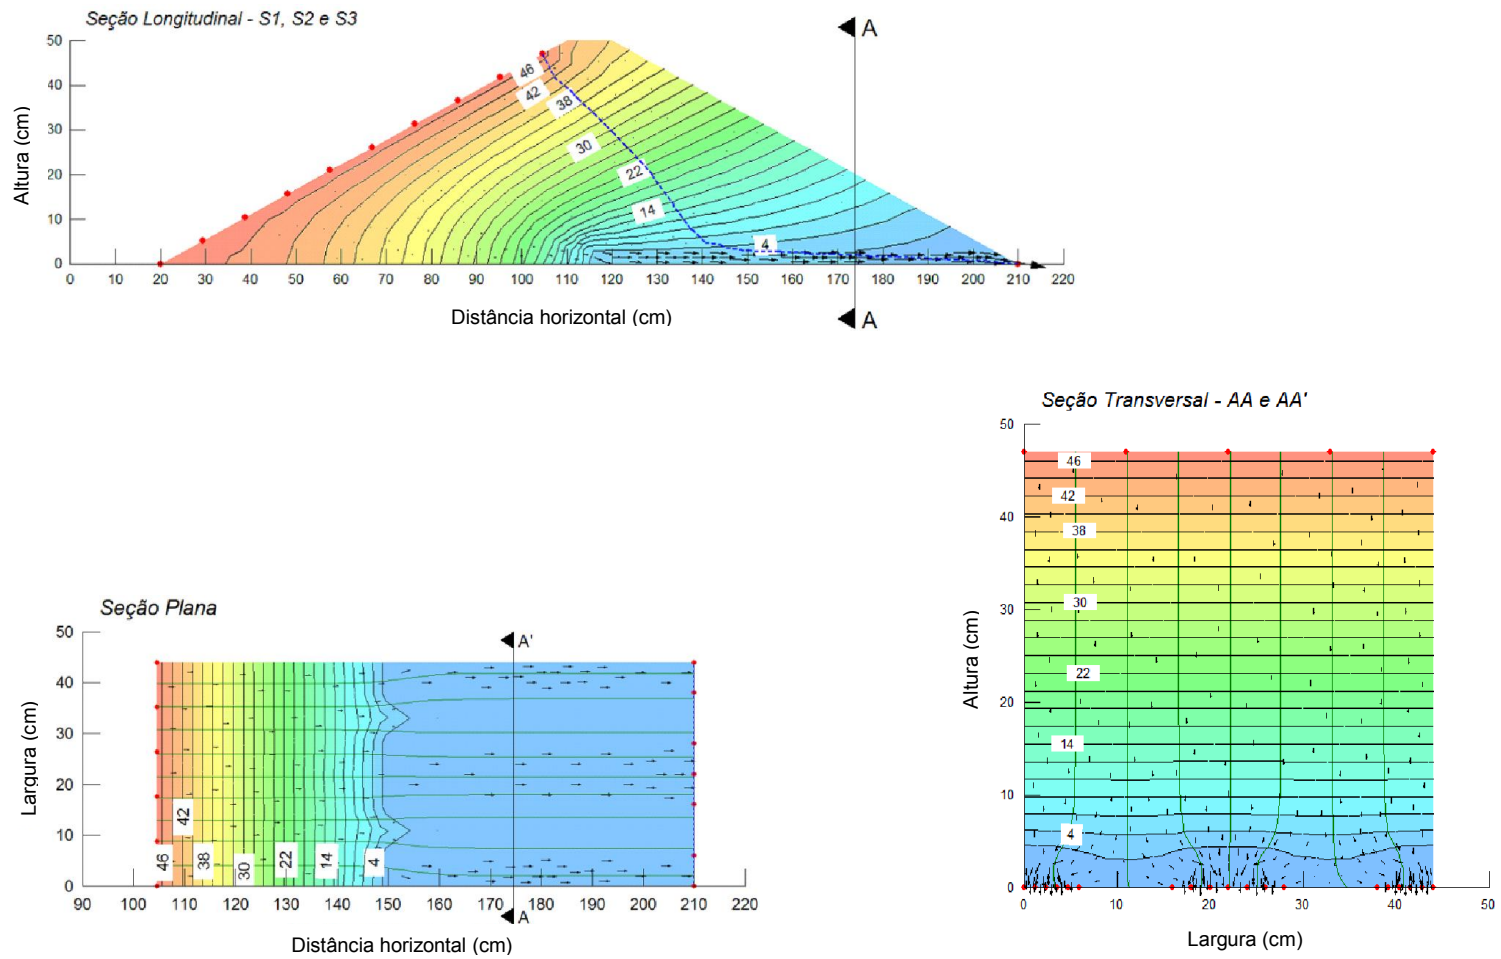 Seção Longitudinal - S1, S2 e S3
A
50
40
30
20
10
0
Altura (cm)
46
42
38
30
22
14
4
0 10 20 30 40 50 60 70 80 90 100 110 120 130 140 150 160 170 180 190 200 210 220
Distância horizontal (cm)
A
Seção Transversal - AA e AA'
50
40
30
20
10
0
Altura (cm)
46
42
38
30
22
14
4
0 10 20 30 40 50
Largura (cm)
Seção Plana
A'
50
40
30
20
10
0
Largura (cm)
46
42
38
30
22
14
4
90 100 110 120 130 140 150 160 170 180 190 200 210 220
A
Distância horizontal (cm)